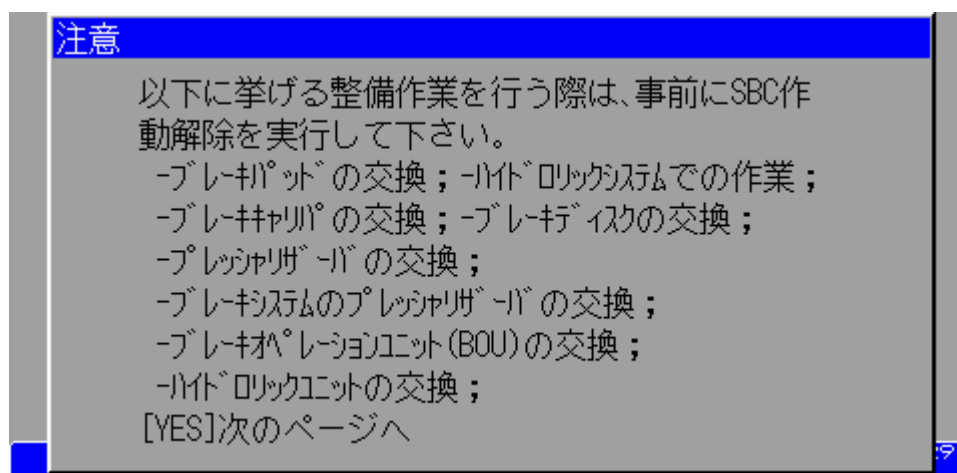 注意
以下に挙げる整備作業を行う際は、事前にSBC作
動解除を実行して下さい。
-ブレーキパッドの交換；-ハイドロリックシステムでの作業；
-ブレーキキャリパの交換；-ブレーキディスクの交換；
-プレッシャリザーバの交換；
-ブレーキシステムのプレッシャリザーバの交換；
-ブレーキオペレーションユニット(BOU)の交換；
-ハイドロリックユニットの交換；
[YES]次のページへ